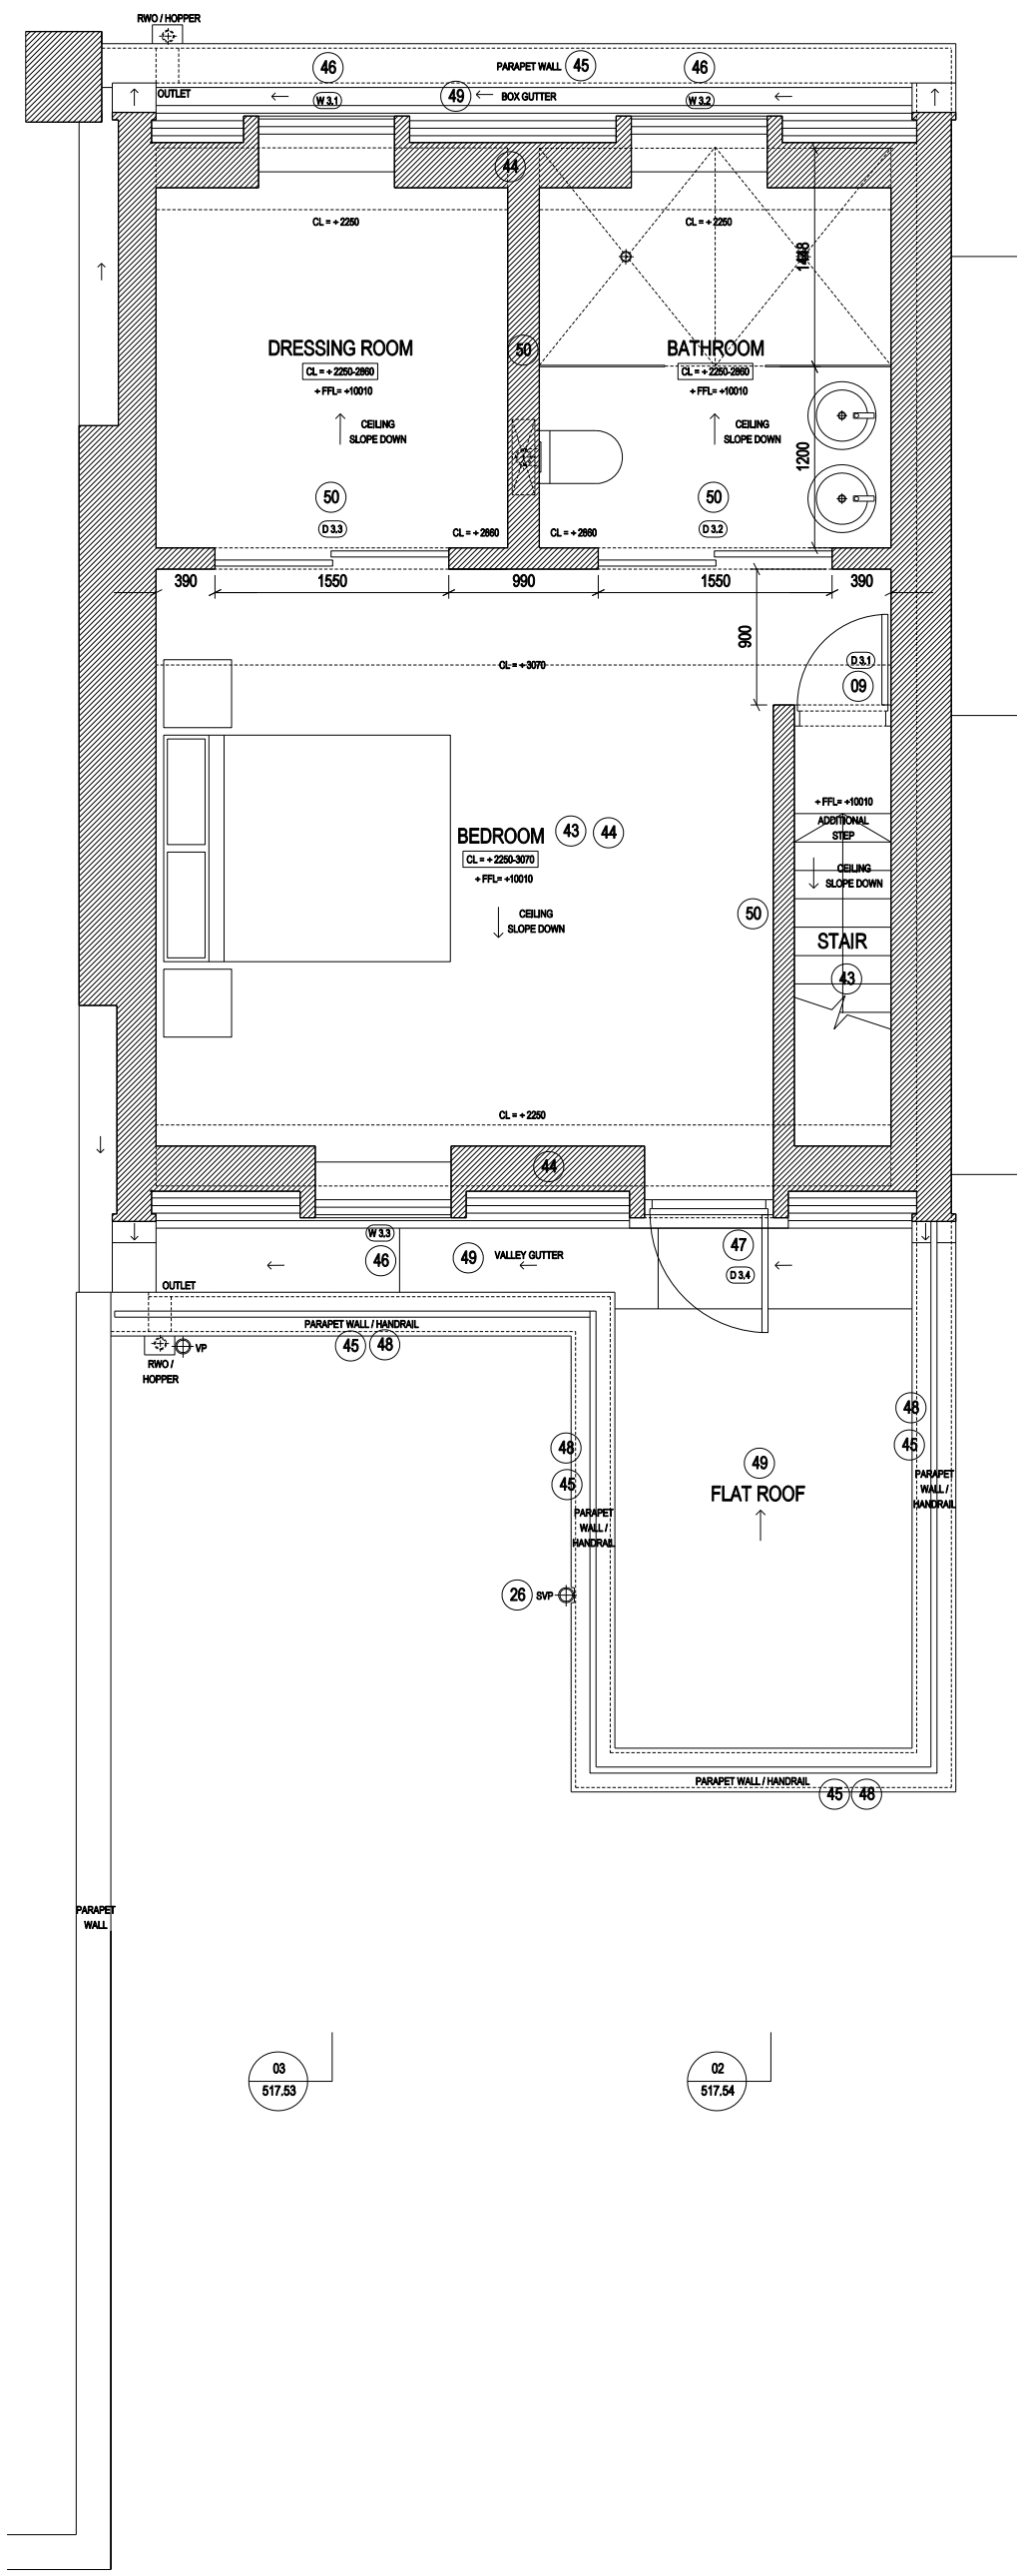 RWO / HOPPER
46
PARAPET WALL
45
46
OUTLET
W 3.1
49
BOX GUTTER
W 3.2
44
CL = + 2250
CL = + 2250
DRESSING ROOM
CL = + 2250-2860
+ FFL= +10010
CEILING
SLOPE DOWN
50
BATHROOM
CL = + 2250-2860
+ FFL= +10010
CEILING
SLOPE DOWN
1200
50
D 3.3
CL = + 2860
50
D 3.2
CL = + 2860
390
1550
990
1550
390
900
CL = + 3070
D 3.1
09
BEDROOM
43
44
CL = + 2250-3070
+ FFL= +10010
CEILING
SLOPE DOWN
50
+ FFL= +10010
ADDITIONAL
STEP
CEILING
SLOPE DOWN
STAIR
43
CL = + 2250
44
W 3.3
46
49
VALLEY GUTTER
47
D 3.4
OUTLET
PARAPET WALL / HANDRAIL
45
48
VP
RWO /
HOPPER
48
45
PARAPET
WALL /
HANDRAIL
48
45
PARAPET
WALL /
HANDRAIL
49
FLAT ROOF
26
SVP
PARAPET WALL / HANDRAIL
45
48
PARAPET
WALL
03
517.53
02
517.54